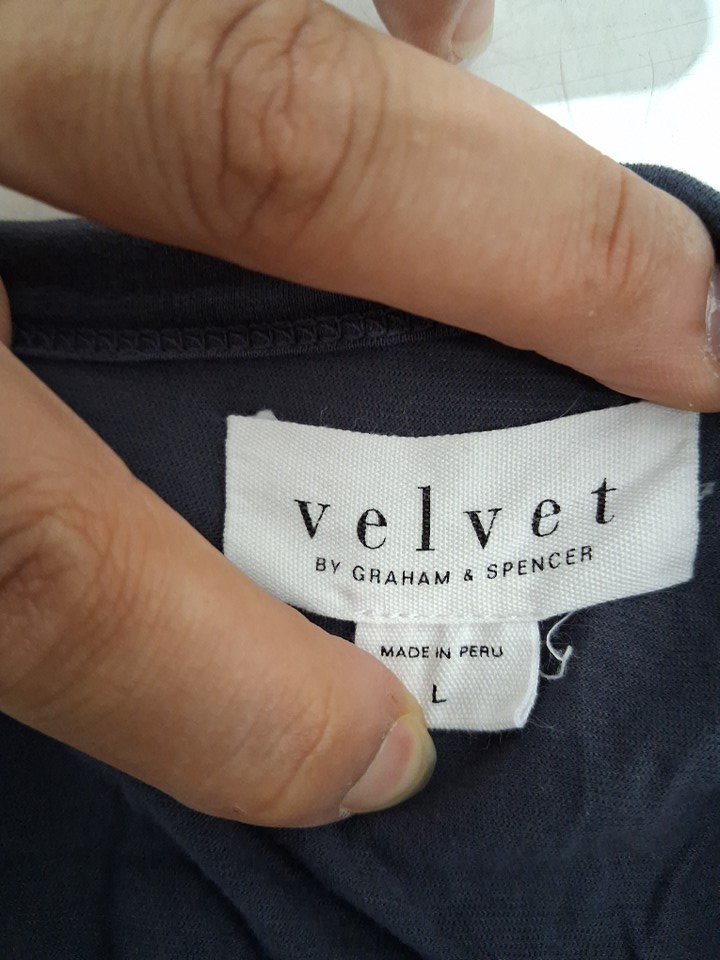 velvet
BY GRAHAM & SPENCER
MADE IN PERU
L